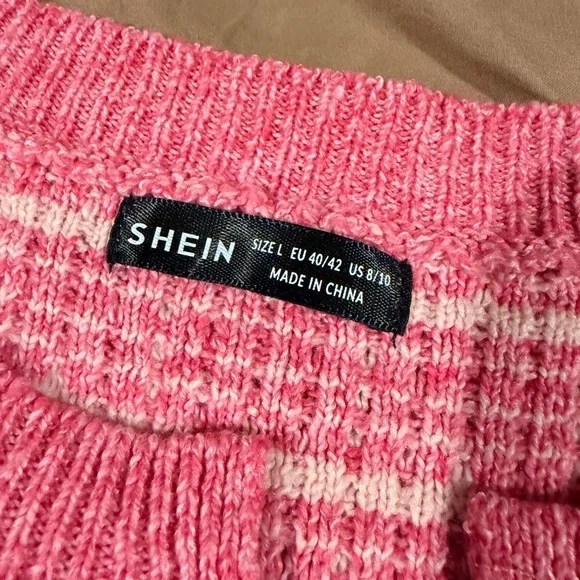 SHEIN
SIZE L EU 40/42 US 8/10
MADE IN CHINA